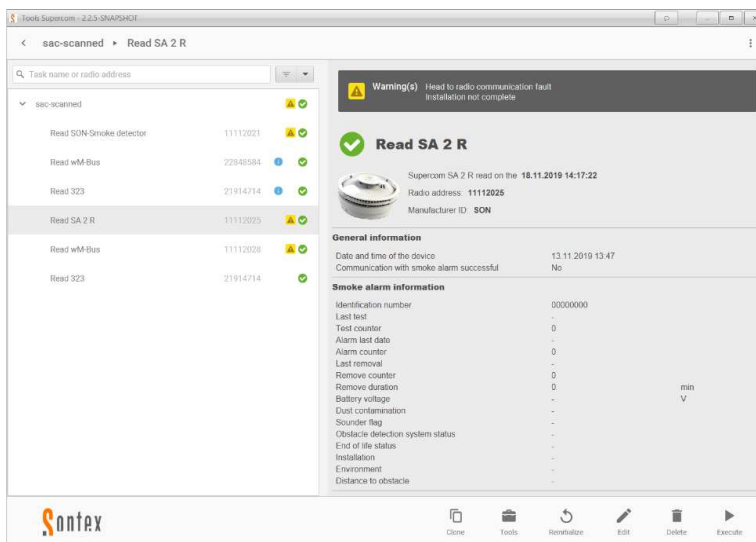 Tools Supercom - 2.2.5-SNAPSHOT
sac-scanned ▸ Read SA 2 R
Task name or radio address
sac-scanned
Read SON-Smoke detector 11112021
Read wM-Bus 22848584
Read 323 21914714
Read SA 2 R 11112025
Read wM-Bus 11112028
Read 323 21914714
Warning(s) Head to radio communication fault
Installation not complete
Read SA 2 R
Supercom SA 2 R read on the 18.11.2019 14:17:22
Radio address: 11112025
Manufacturer ID: SON
General information
Date and time of the device 13.11.2019 13:47
Communication with smoke alarm successful No
Smoke alarm information
Identification number 00000000
Last test -
Test counter 0
Alarm last date -
Alarm counter 0
Last removal -
Remove counter 0
Remove duration 0 min
Battery voltage - V
Dust contamination -
Sounder flag -
Obstacle detection system status -
End of life status -
Installation -
Environment -
Distance to obstacle -
Sontex
Clone Tools Reinitialize Edit Delete Execute